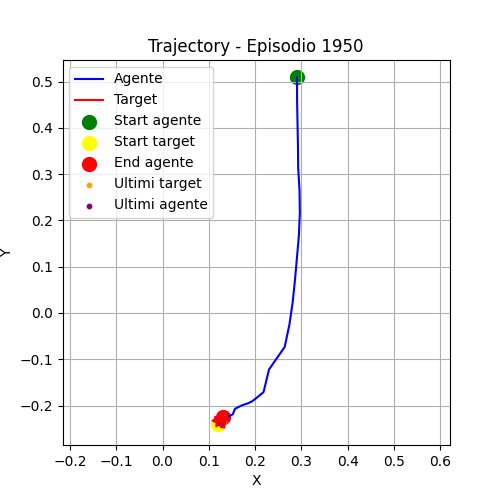 Trajectory - Episodio 1950
Agente
Target
Start agente
Start target
End agente
Ultimi target
Ultimi agente
Y
0.5
0.4
0.3
0.2
0.1
0.0
−0.1
−0.2
−0.2
−0.1
0.0
0.1
0.2
0.3
0.4
0.5
0.6
X